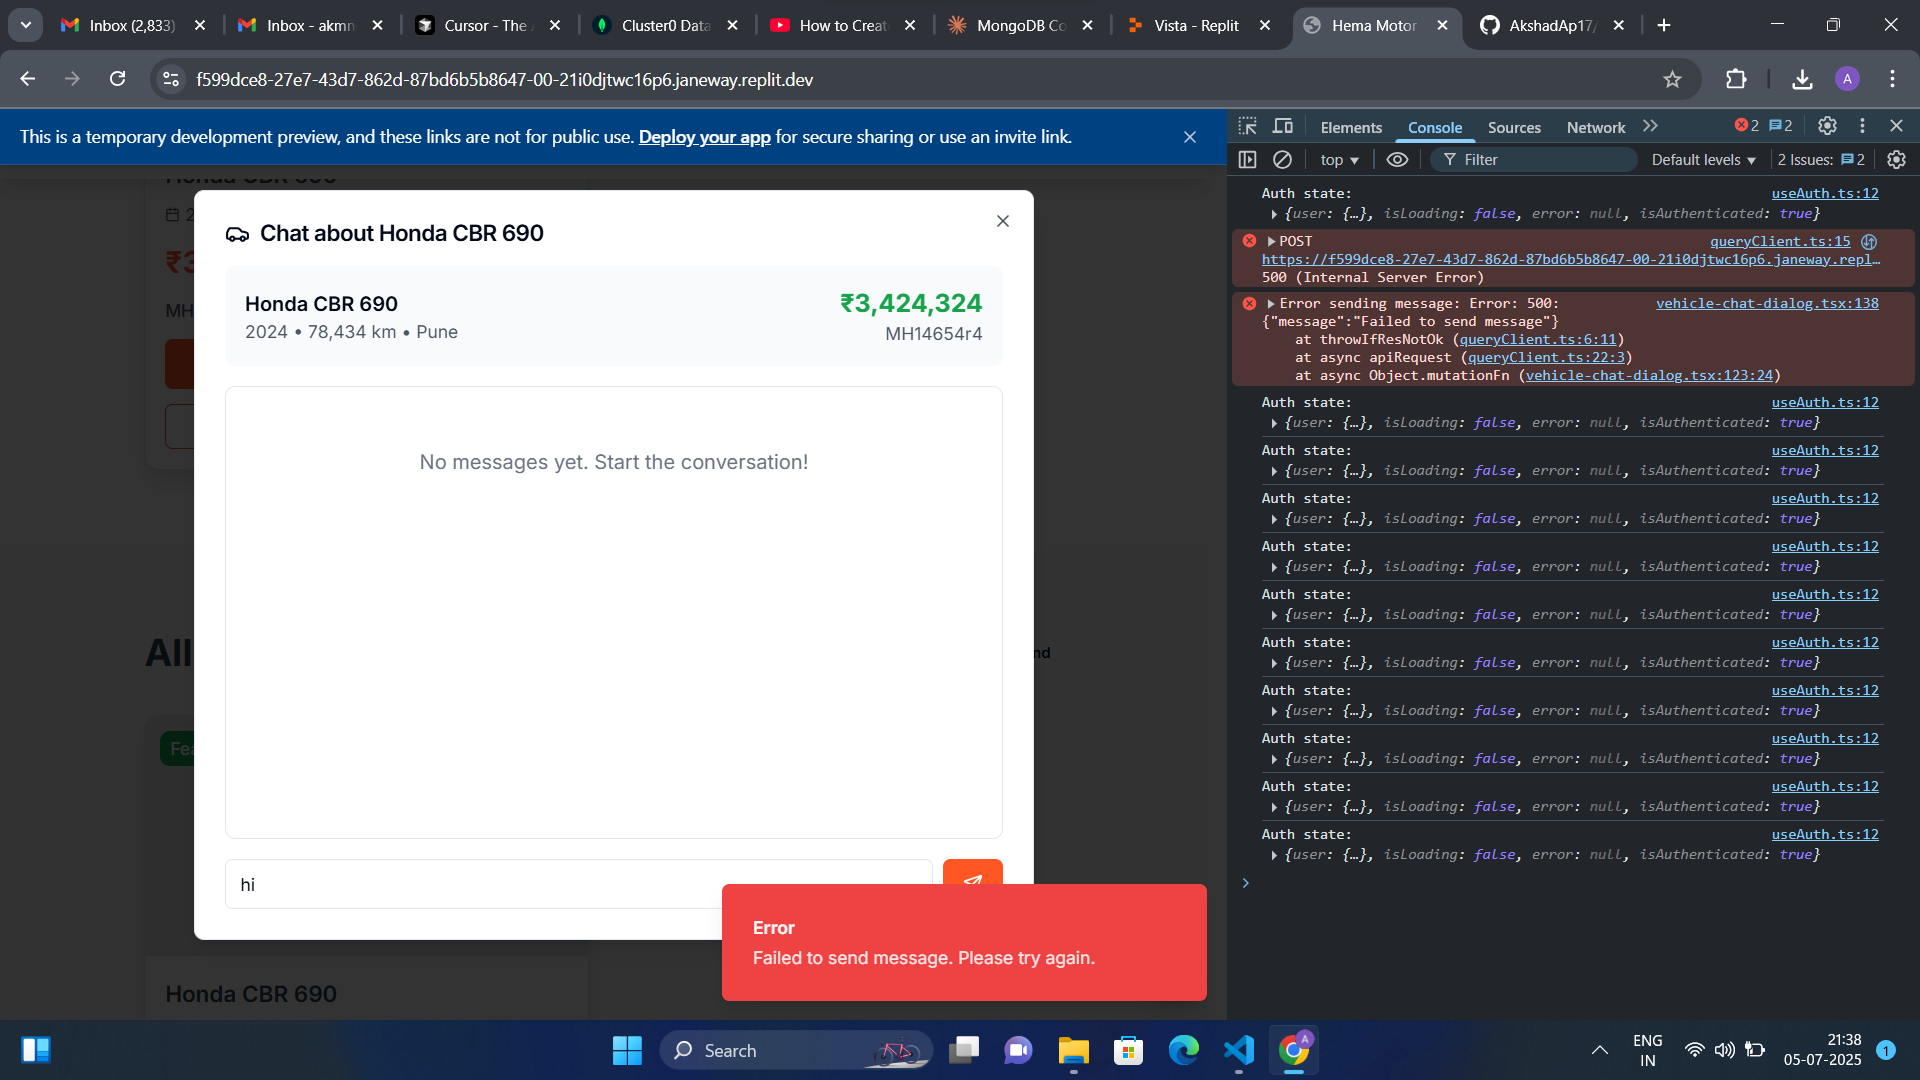 Inbox (2,833)
Inbox - akmn
Cursor - The A
Cluster0 Data
How to Create
MongoDB Co
Vista - Replit
Hema Motor
AkshadAp17/
f599dce8-27e7-43d7-862d-87bd6b5b8647-00-21i0djtwc16p6.janeway.replit.dev
A
This is a temporary development preview, and these links are not for public use. Deploy your app for secure sharing or use an invite link.
Honda CBR 690
Chat about Honda CBR 690
Honda CBR 690
₹3,424,324
2024 • 78,434 km • Pune
MH14654r4
No messages yet. Start the conversation!
hi
Error
Failed to send message. Please try again.
2
₹3
MH
All
nd
Fea
Honda CBR 690
Elements
Console
Sources
Network
2
2
top
Filter
Default levels
2 Issues:
2
Auth state:
useAuth.ts:12
{user: {…}, isLoading: false, error: null, isAuthenticated: true}
POST
queryClient.ts:15
https://f599dce8-27e7-43d7-862d-87bd6b5b8647-00-21i0djtwc16p6.janeway.repl…
500 (Internal Server Error)
Error sending message: Error: 500:
vehicle-chat-dialog.tsx:138
{"message":"Failed to send message"}
at throwIfResNotOk (queryClient.ts:6:11)
at async apiRequest (queryClient.ts:22:3)
at async Object.mutationFn (vehicle-chat-dialog.tsx:123:24)
Auth state:
useAuth.ts:12
{user: {…}, isLoading: false, error: null, isAuthenticated: true}
Auth state:
useAuth.ts:12
{user: {…}, isLoading: false, error: null, isAuthenticated: true}
Auth state:
useAuth.ts:12
{user: {…}, isLoading: false, error: null, isAuthenticated: true}
Auth state:
useAuth.ts:12
{user: {…}, isLoading: false, error: null, isAuthenticated: true}
Auth state:
useAuth.ts:12
{user: {…}, isLoading: false, error: null, isAuthenticated: true}
Auth state:
useAuth.ts:12
{user: {…}, isLoading: false, error: null, isAuthenticated: true}
Auth state:
useAuth.ts:12
{user: {…}, isLoading: false, error: null, isAuthenticated: true}
Auth state:
useAuth.ts:12
{user: {…}, isLoading: false, error: null, isAuthenticated: true}
Auth state:
useAuth.ts:12
{user: {…}, isLoading: false, error: null, isAuthenticated: true}
Auth state:
useAuth.ts:12
{user: {…}, isLoading: false, error: null, isAuthenticated: true}
Search
A
ENG
IN
21:38
05-07-2025
1